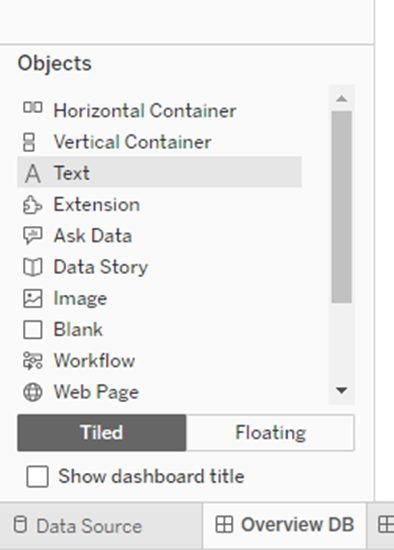 Objects
Horizontal Container
Vertical Container
Text
Extension
Ask Data
Data Story
Image
Blank
Workflow
Web Page
Tiled Floating
Show dashboard title
Data Source Overview DB